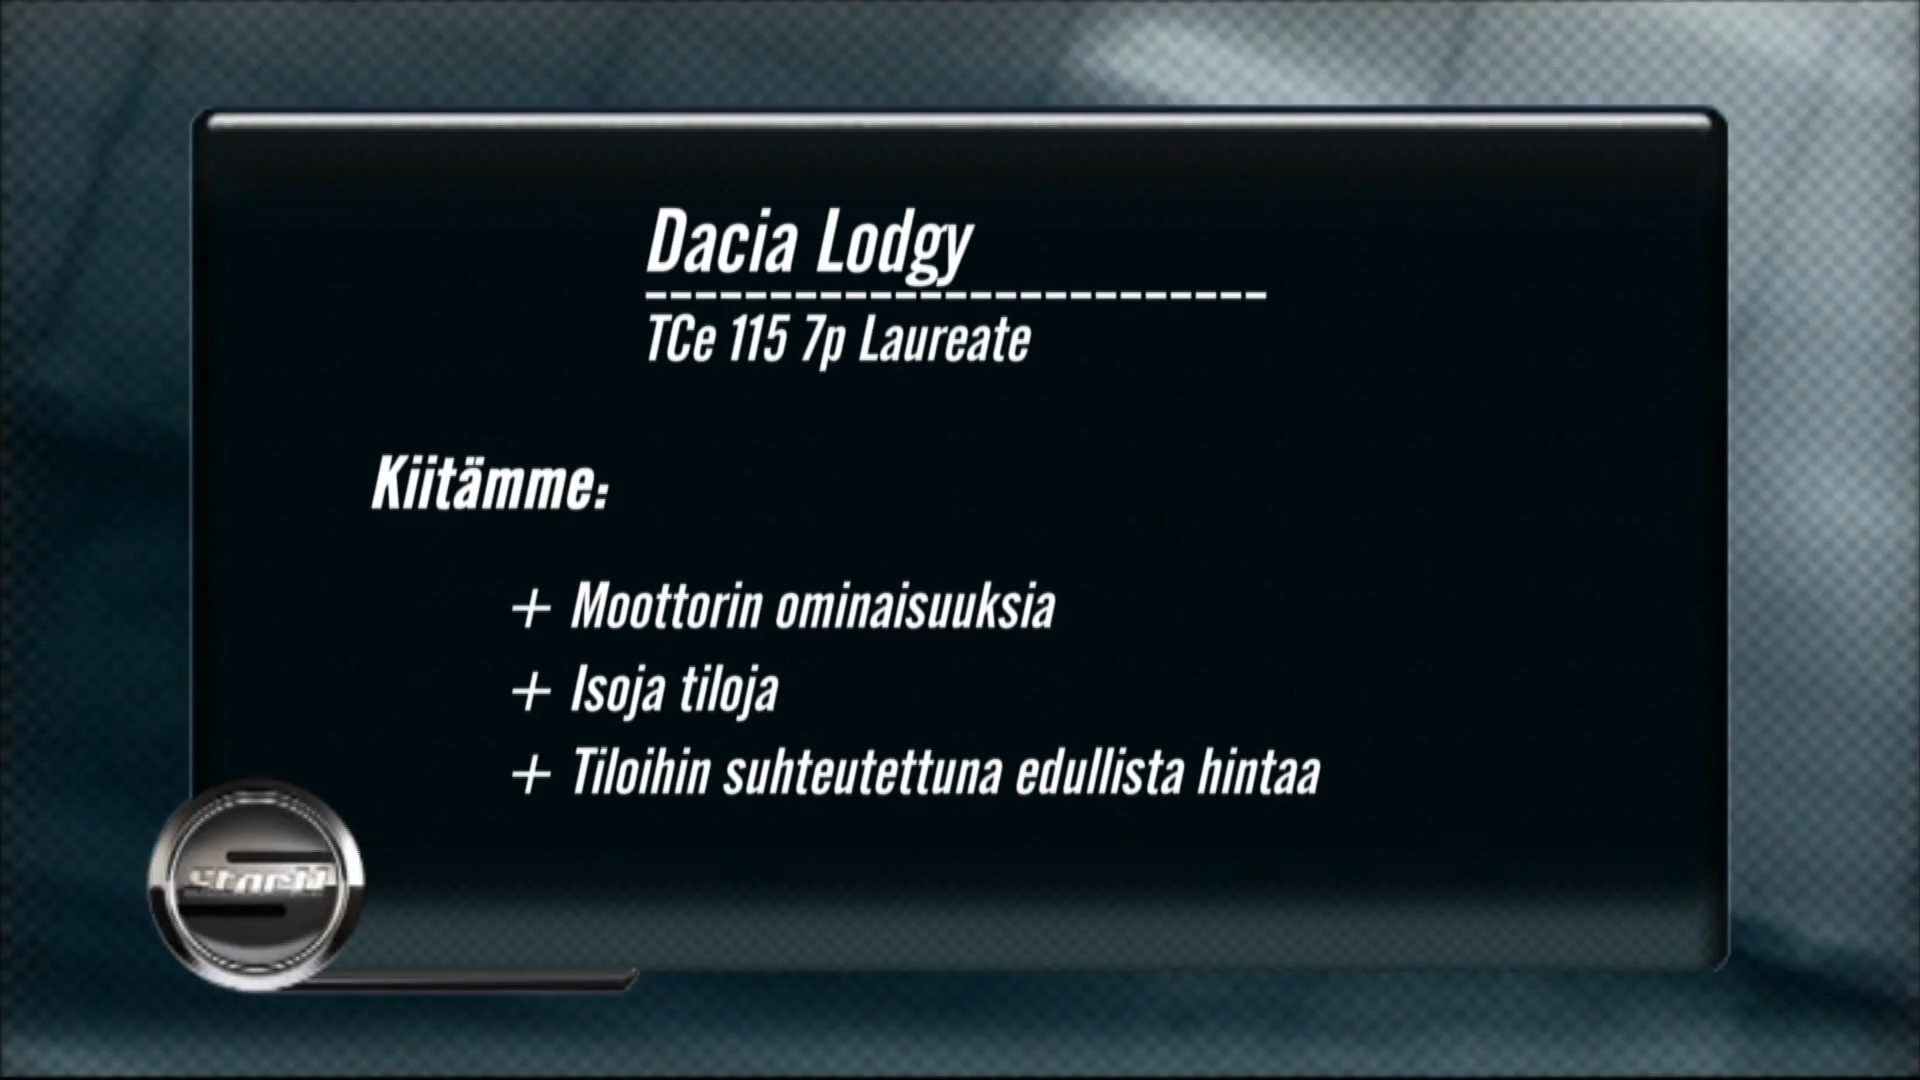 Dacia Lodgy
TCe 115 7p Laureate
Kiitämme:
+ Moottorin ominaisuuksia
+ Isoja tiloja
+ Tiloihin suhteutettuna edullista hintaa